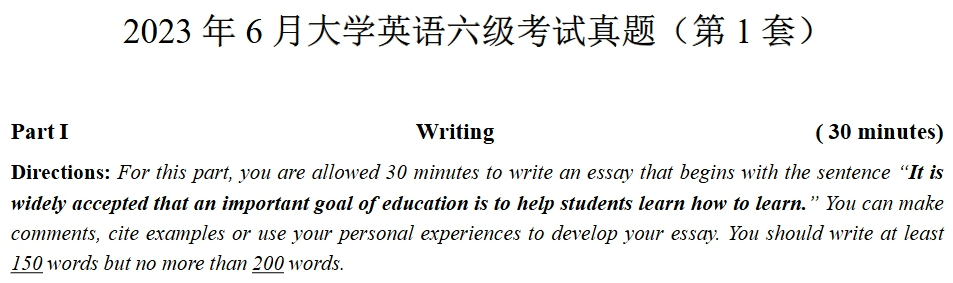 2023 年 6 月大学英语六级考试真题（第 1 套）
Part I Writing ( 30 minutes)
Directions: For this part, you are allowed 30 minutes to write an essay that begins with the sentence “It is
widely accepted that an important goal of education is to help students learn how to learn.” You can make
comments, cite examples or use your personal experiences to develop your essay. You should write at least
150 words but no more than 200 words.